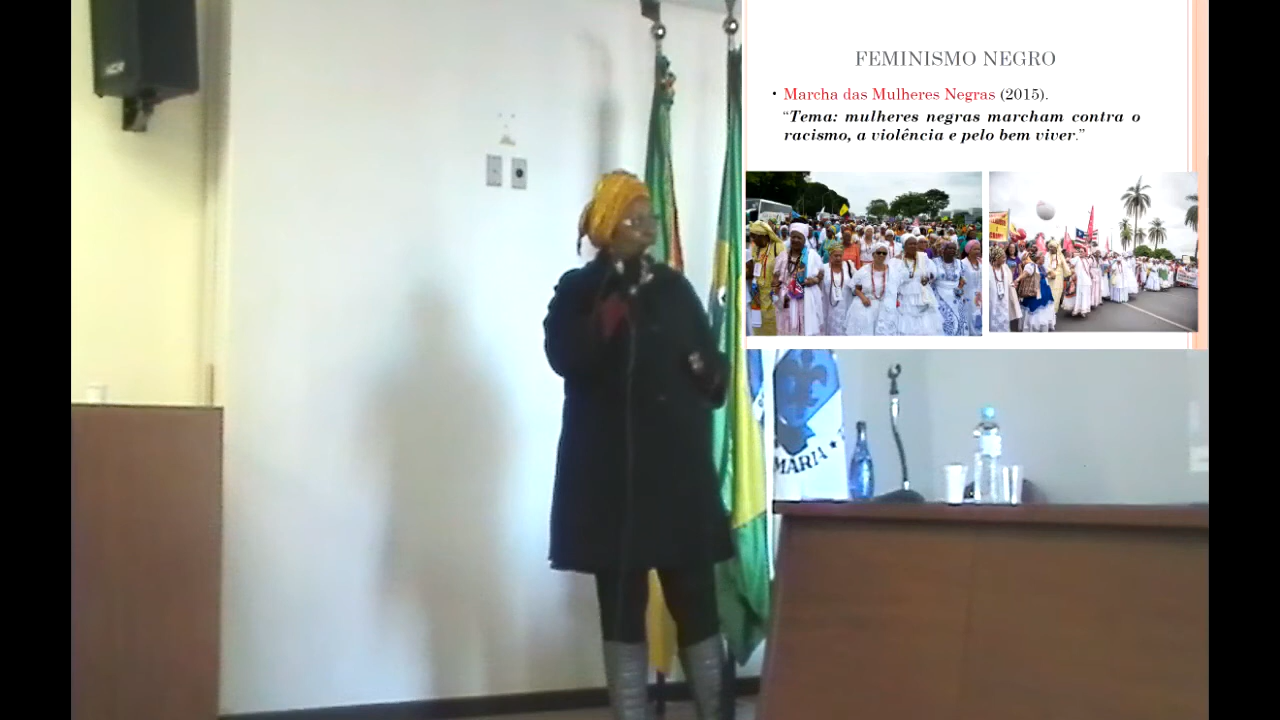 FEMINISMO NEGRO
• Marcha das Mulheres Negras (2015).
“Tema: mulheres negras marcham contra o
racismo, a violência e pelo bem viver.”
MARIA